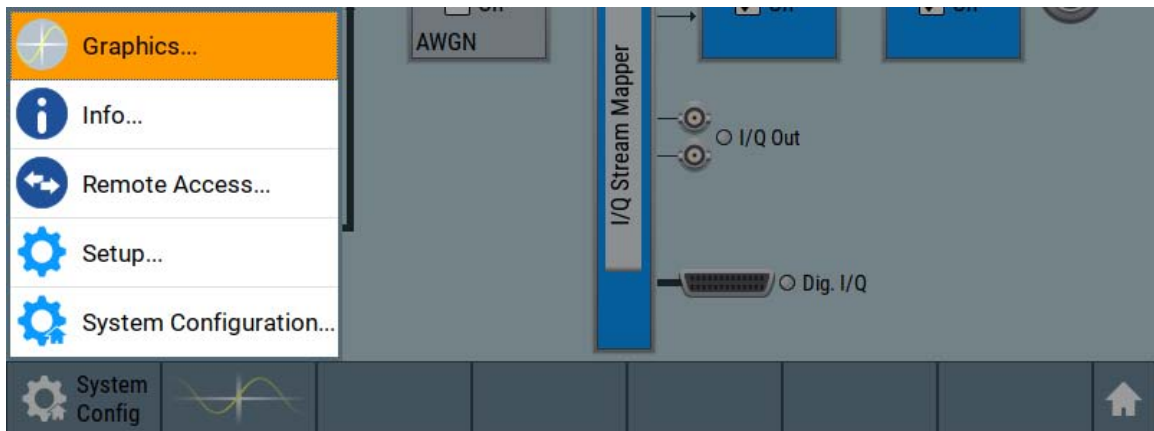 Graphics...
Info...
Remote Access...
Setup...
System Configuration...
AWGN
I/Q Stream Mapper
I/Q Out
Dig. I/Q
System
Config